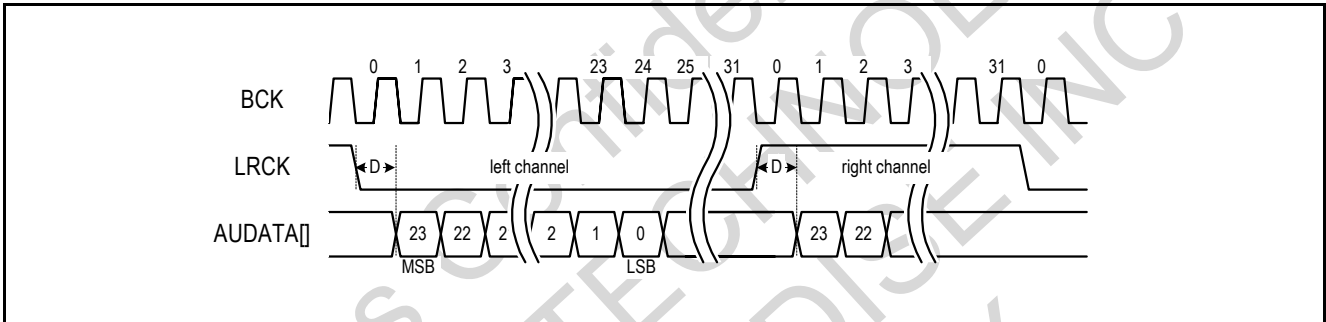 0 1 2 3 23 24 25 31 0 1 2 3 31 0
BCK
LRCK D left channel D right channel
AUDATA[] 23 22 2 2 1 0 23 22
MSB LSB